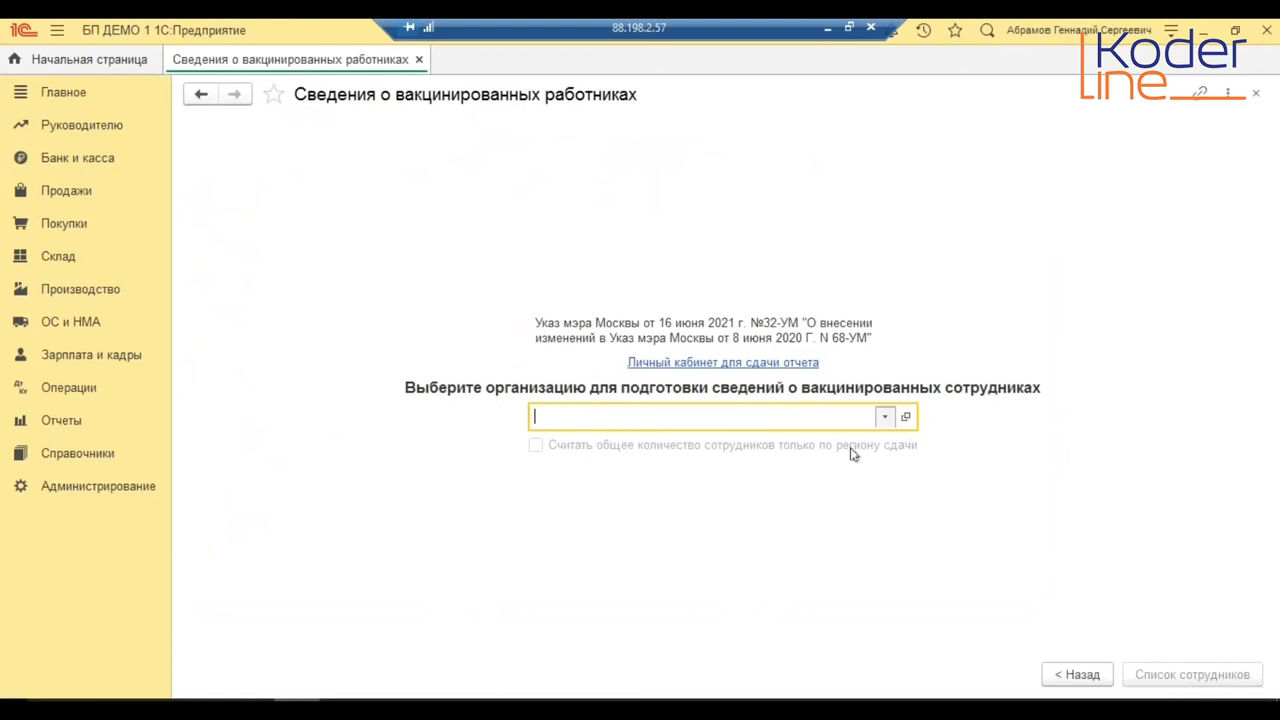 БП ДЕМО 1 1С:Предприятие
88.198.2.57
Абрамов Геннадий Сергеевич
Koder
line
Начальная страница
Сведения о вакцинированных работниках
Главное
Руководителю
Банк и касса
Продажи
Покупки
Склад
Производство
ОС и НМА
Зарплата и кадры
Дт
Кт
Операции
Отчеты
Справочники
Администрирование
Сведения о вакцинированных работниках
Указ мэра Москвы от 16 июня 2021 г. №32-УМ "О внесении
изменений в Указ мэра Москвы от 8 июня 2020 Г. N 68-УМ"
Личный кабинет для сдачи отчета
Выберите организацию для подготовки сведений о вакцинированных сотрудниках
Считать общее количество сотрудников только по региону сдачи
< Назад
Список сотрудников